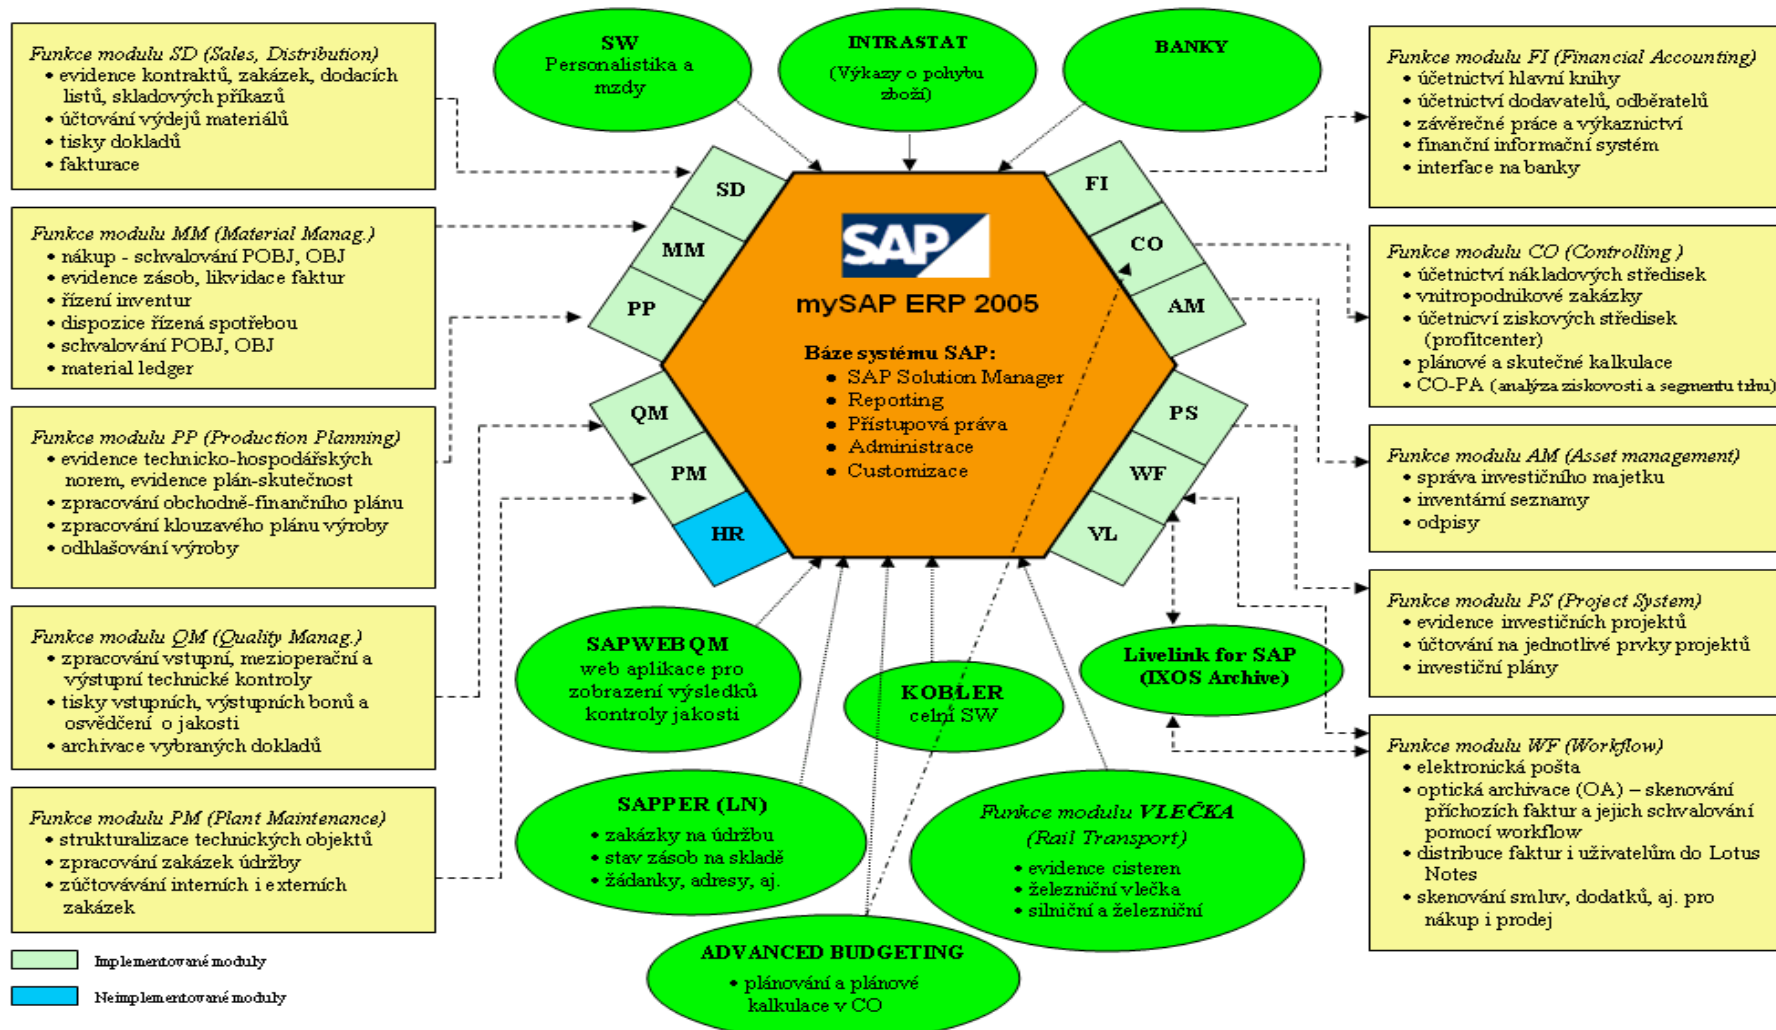 Funkce modulu SD (Sales, Distribution)
• evidence kontraktů, zakázek, dodacích
listů, skladových příkazů
• účtování výdejů materiálů
• tisky dokladů
• fakturace
Funkce modulu MM (Material Manag.)
• nákup - schvalování POBJ, OBJ
• evidence zásob, likvidace faktur
• řízení inventur
• dispozice řízená spotřebou
• schvalování POBJ, OBJ
• material ledger
Funkce modulu PP (Production Planning)
• evidence technicko-hospodářských
norem, evidence plán-skutečnost
• zpracování obchodně-finančního plánu
• zpracování klouzavého plánu výroby
• odhlašování výroby
Funkce modulu QM (Quality Manag.)
• zpracování vstupní, mezioperační a
výstupní technické kontroly
• tisky vstupních, výstupních bonů a
osvědčení o jakosti
• archivace vybraných dokladů
Funkce modulu PM (Plant Maintenance)
• strukturalizace technických objektů
• zpracování zakázek údržby
• zúčtovávání interních i externích
zakázek
Implementované moduly
Neimplementované moduly
SW
Personalistika a
mzdy
INTRASTAT
(Výkazy o pohybu
zboží)
BANKY
SD
MM
PP
QM
PM
HR
SAP
mySAP ERP 2005
Báze systému SAP:
• SAP Solution Manager
• Reporting
• Přístupová práva
• Administrace
• Customizace
FI
CO
AM
PS
WF
VL
SAPWEBQM
web aplikace pro
zobrazení výsledků
kontroly jakosti
KOBLER
celní SW
Livelink for SAP
(IXOS Archive)
SAPPER (LN)
• zakázky na údržbu
• stav zásob na skladě
• žádanky, adresy, aj.
Funkce modulu VLEČKA
(Rail Transport)
• evidence cisteren
• železniční vlečka
• silniční a železniční
ADVANCED BUDGETING
• plánování a plánové
kalkulace v CO
Funkce modulu FI (Financial Accounting)
• účetnictví hlavní knihy
• účetnictví dodavatelů, odběratelů
• závěrečné práce a výkaznictví
• finanční informační systém
• interface na banky
Funkce modulu CO (Controlling )
• účetnictví nákladových středisek
• vnitropodnikové zakázky
• účetnicví ziskových středisek
(profitcenter)
• plánové a skutečné kalkulace
• CO-PA (analýza ziskovosti a segmentu trhu)
Funkce modulu AM (Asset management)
• správa investičního majetku
• inventární seznamy
• odpisy
Funkce modulu PS (Project System)
• evidence investičních projektů
• účtování na jednotlivé prvky projektů
• investiční plány
Funkce modulu WF (Workflow)
• elektronická pošta
• optická archivace (OA) – skenování
příchozích faktur a jejich schvalování
pomocí workflow
• distribuce faktur i uživatelům do Lotus
Notes
• skenování smluv, dodatků, aj. pro
nákup i prodej